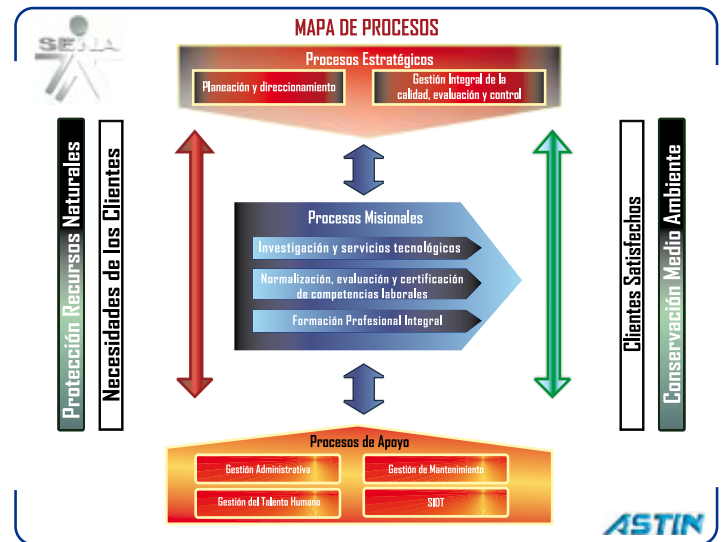 SENA
MAPA DE PROCESOS
Procesos Estratégicos
Planeación y direccionamiento
Gestión Integral de la
calidad, evaluación y control
Protección Recursos Naturales
Necesidades de los Clientes
Procesos Misionales
Investigación y servicios tecnológicos
Normalización, evaluación y certificación
de competencias laborales
Formación Profesional Integral
Clientes Satisfechos
Conservación Medio Ambiente
Procesos de Apoyo
Gestión Administrativa
Gestión de Mantenimiento
Gestión del Talento Humano
SIDT
ASTIN